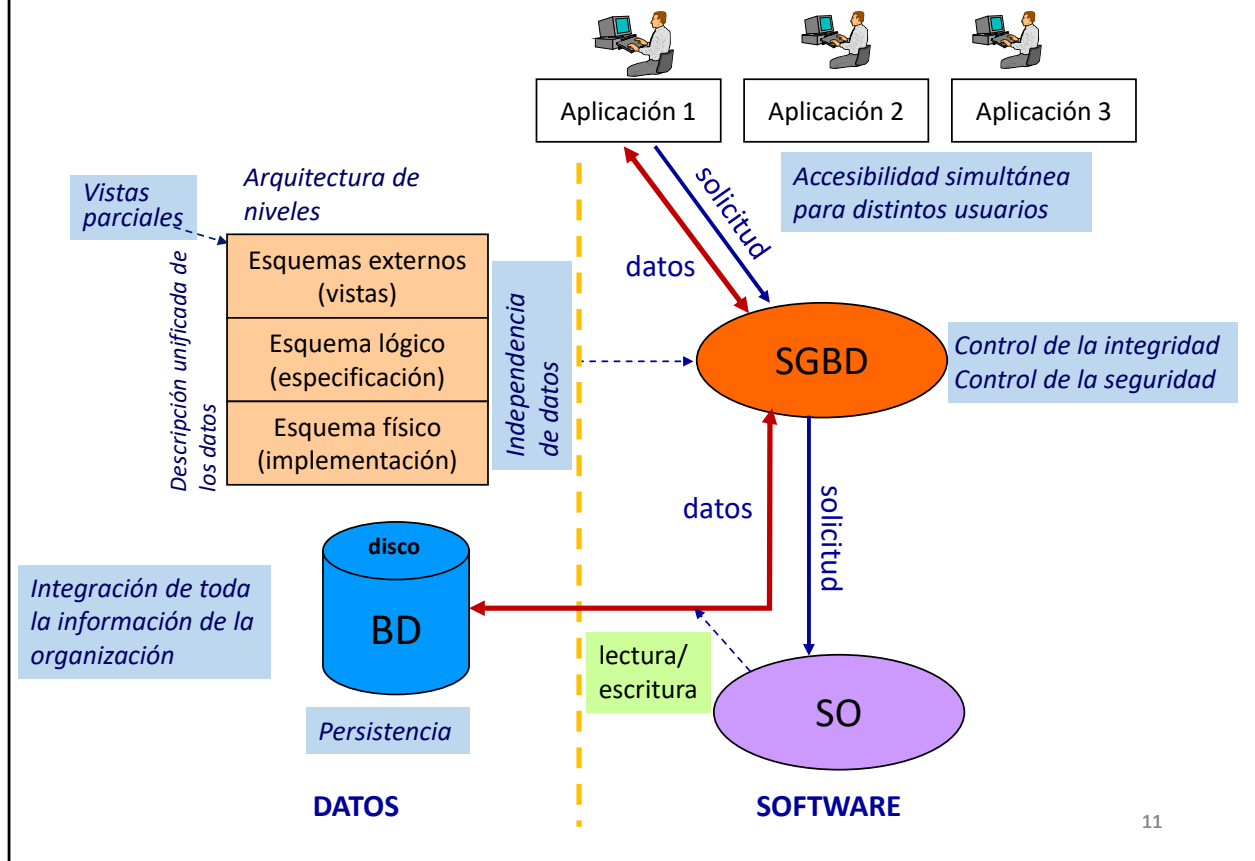 Aplicación 1
Aplicación 2
Aplicación 3
Vistas
parciales
Arquitectura de
niveles
solicitud
datos
Accesibilidad simultánea
para distintos usuarios
Descripción unificada de
los datos
Esquemas externos
(vistas)
Esquema lógico
(especificación)
Esquema físico
(implementación)
Independencia
de datos
SGBD
Control de la integridad
Control de la seguridad
datos
solicitud
disco
BD
Integración de toda
la información de la
organización
Persistencia
lectura/
escritura
SO
DATOS
SOFTWARE
11